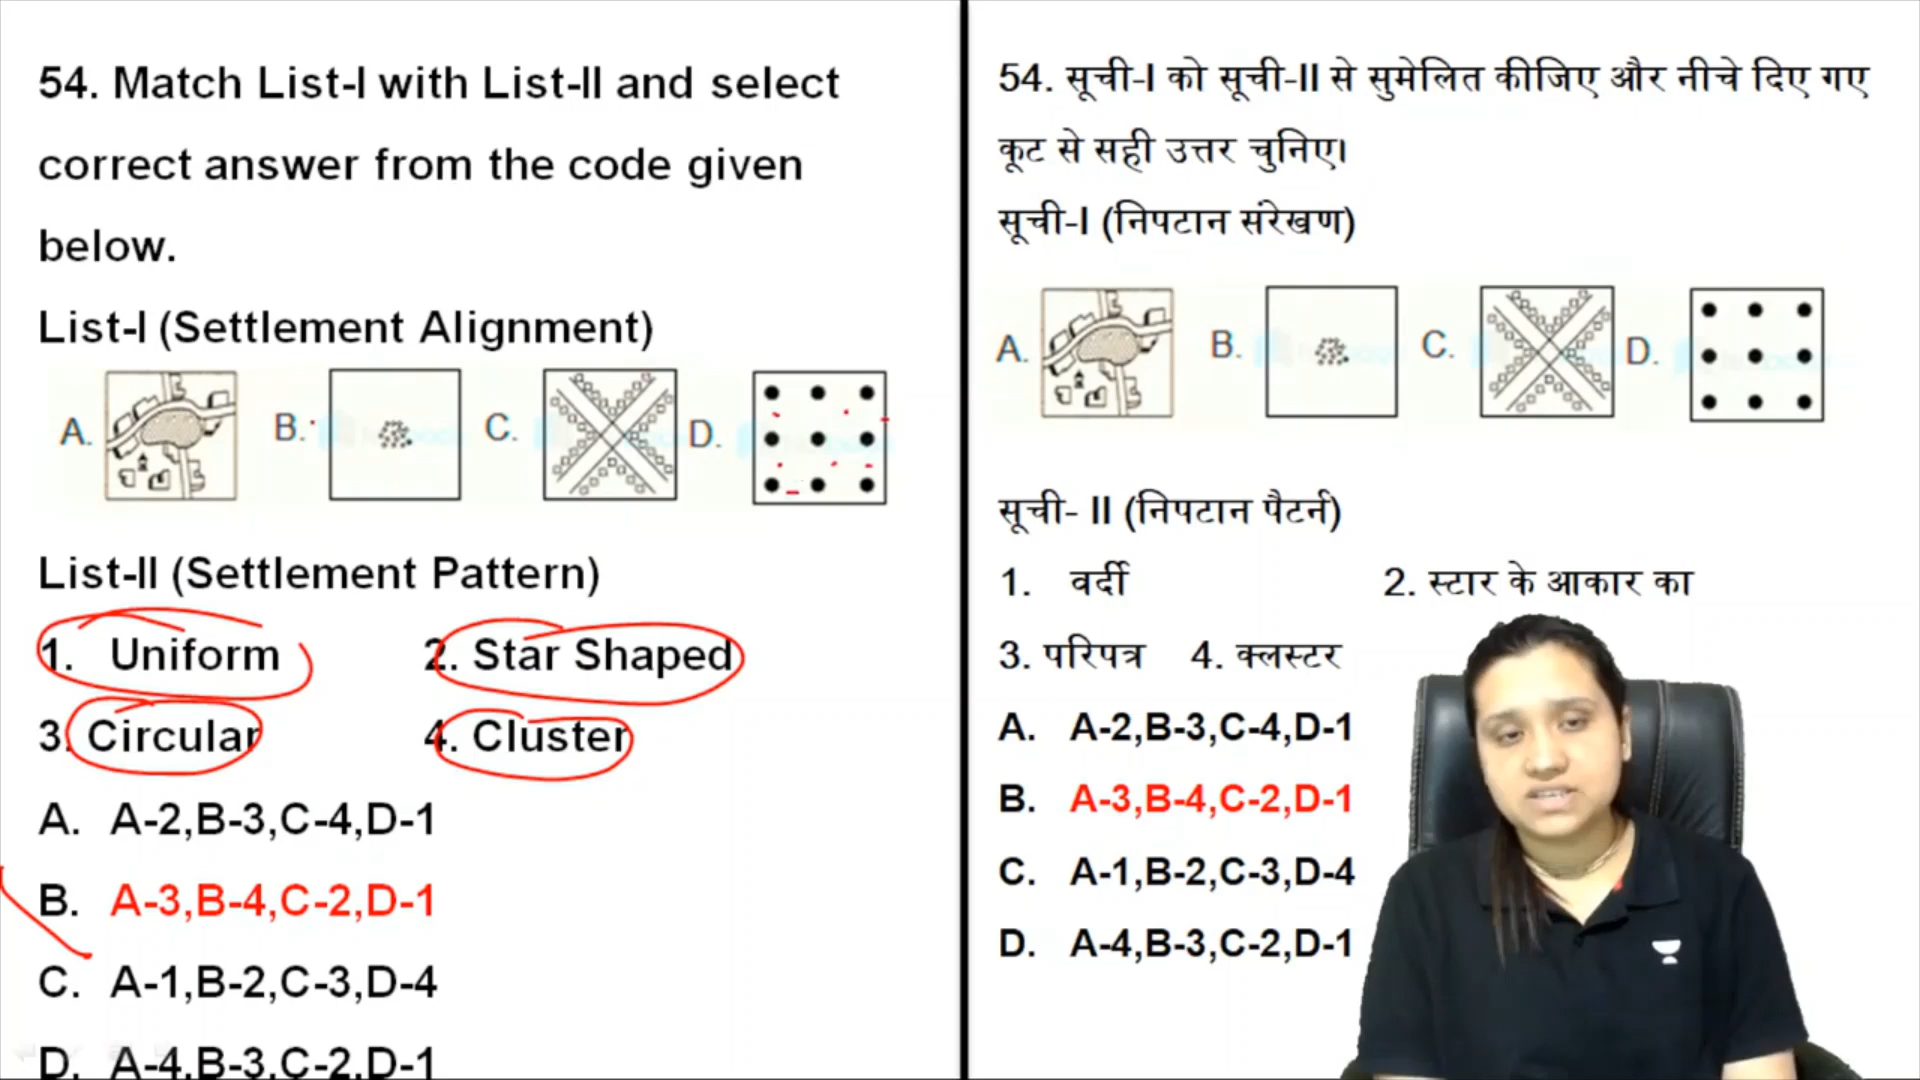 54. Match List-I with List-II and select
correct answer from the code given
below.
List-I (Settlement Alignment)
A. B. C. D.
List-II (Settlement Pattern)
1. Uniform 2. Star Shaped
3. Circular 4. Cluster
A. A-2,B-3,C-4,D-1
B. A-3,B-4,C-2,D-1
C. A-1,B-2,C-3,D-4
D. A-4,B-3,C-2,D-1
54. सूची-I को सूची-II से सुमेलित कीजिए और नीचे दिए गए
कूट से सही उत्तर चुनिए।
सूची-I (निपटान संरेखण)
A. B. C. D.
सूची- II (निपटान पैटर्न)
1. वर्दी 2. स्टार के आकार का
3. परिपत्र 4. क्लस्टर
A. A-2,B-3,C-4,D-1
B. A-3,B-4,C-2,D-1
C. A-1,B-2,C-3,D-4
D. A-4,B-3,C-2,D-1